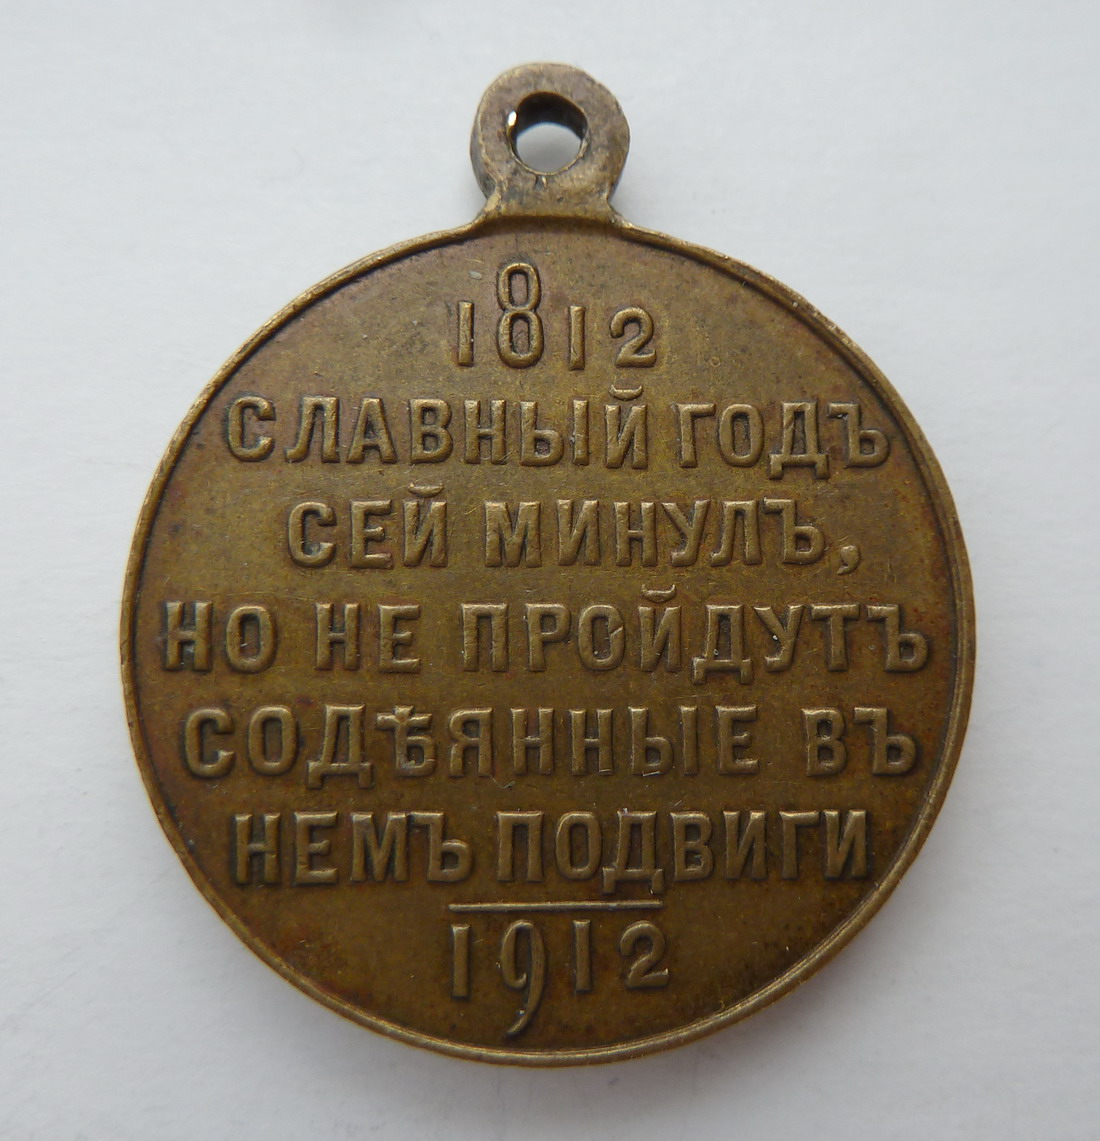 1812
СЛАВНЫЙ ГОДЪ
СЕЙ МИНУЛЪ,
НО НЕ ПРОЙДУТЪ
СОДѢЯННЫЕ ВЪ
НЕМЪ ПОДВИГИ
1912